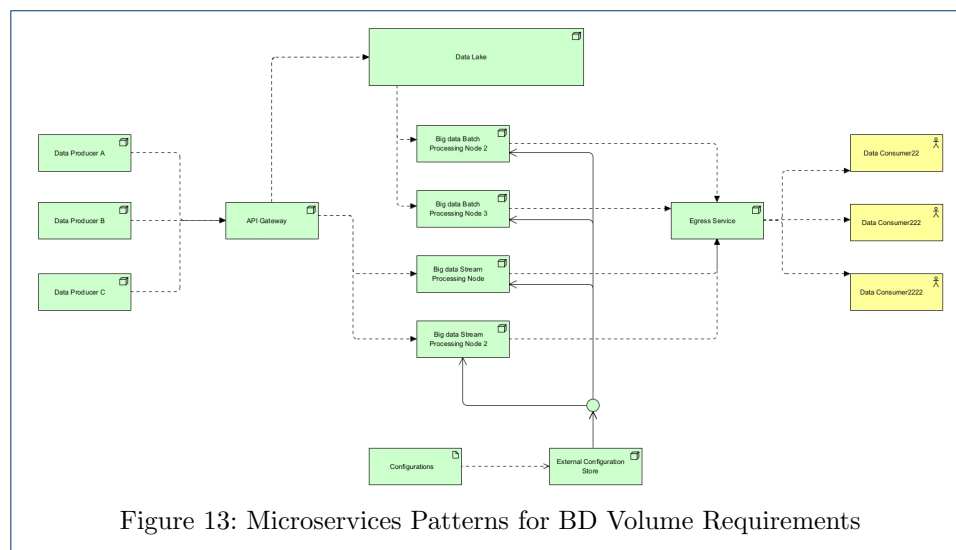 Data Lake
Big data Batch
Processing Node 2
Data Producer A
Data Consumer22
Big data Batch
Processing Node 3
Data Producer B
API Gateway
Egress Service
Data Consumer222
Big data Stream
Processing Node
Data Producer C
Data Consumer2222
Big data Stream
Processing Node 2
Configurations
External Configuration
Store
Figure 13: Microservices Patterns for BD Volume Requirements